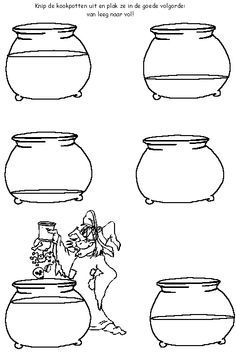 Knip de kookpotten uit en plak ze in de goede volgorde:
van leeg naar vol!